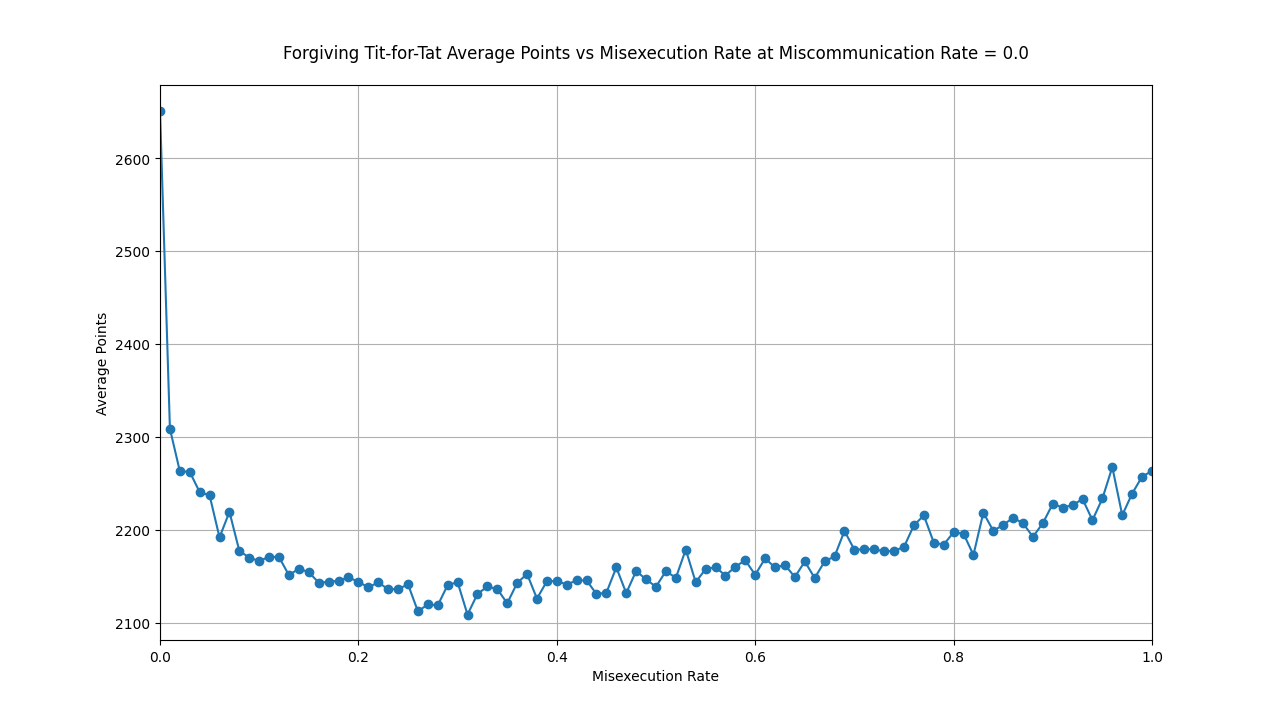 Forgiving Tit-for-Tat Average Points vs Misexecution Rate at Miscommunication Rate = 0.0
2600
2500
2400
2300
2200
2100
Average Points
0.0 0.2 0.4 0.6 0.8 1.0
Misexecution Rate